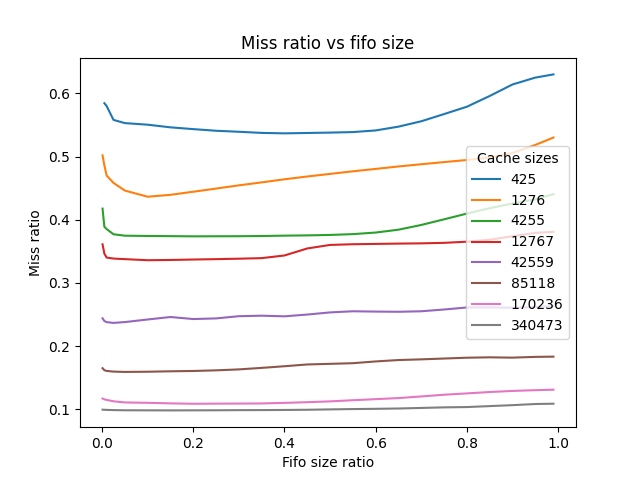 Miss ratio vs fifo size
Miss ratio
0.6
0.5
0.4
0.3
0.2
0.1
Cache sizes
425
1276
4255
12767
42559
85118
170236
340473
0.0 0.2 0.4 0.6 0.8 1.0
Fifo size ratio